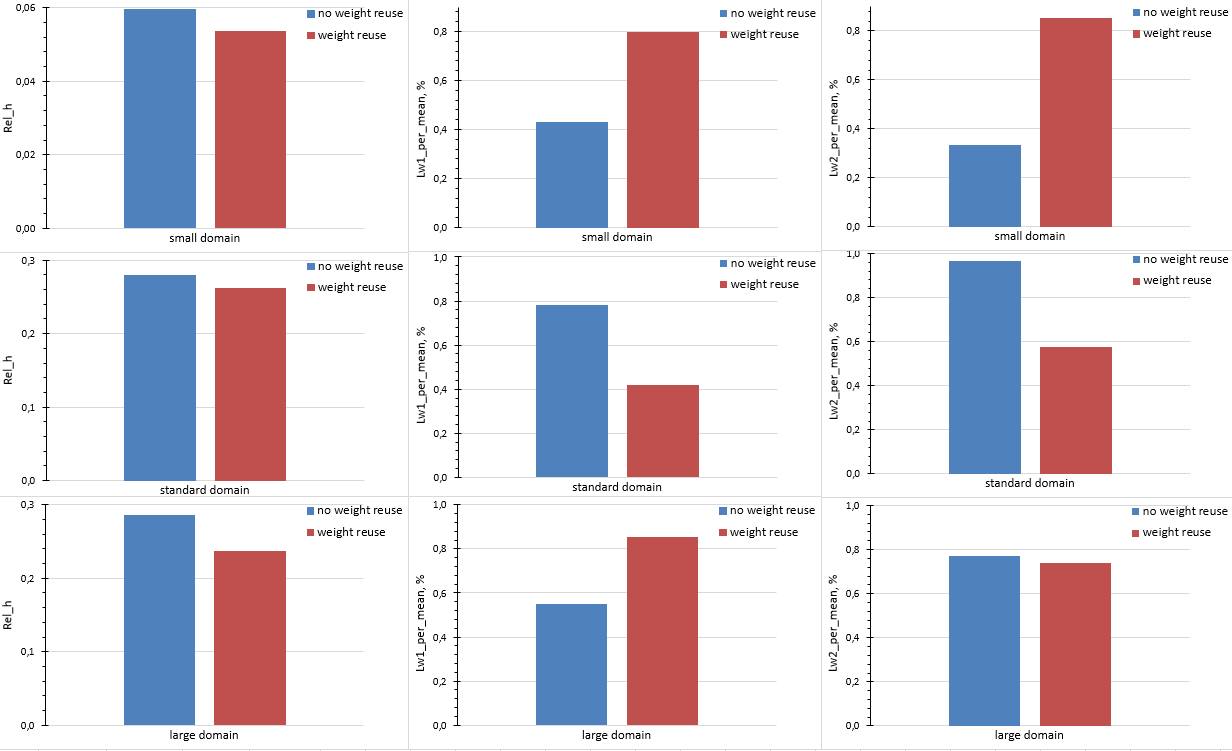 0,06
no weight reuse
weight reuse
0,04
Rel_h
0,02
0,00
small domain
no weight reuse
0,8
weight reuse
0,6
Lw1_per_mean, %
0,4
0,2
0,0
small domain
no weight reuse
0,8
weight reuse
0,6
Lw2_per_mean, %
0,4
0,2
0,0
small domain
0,3
no weight reuse
weight reuse
0,2
Rel_h
0,1
0,0
standard domain
1,0
no weight reuse
weight reuse
0,8
0,6
Lw1_per_mean, %
0,4
0,2
0,0
standard domain
1,0
no weight reuse
weight reuse
0,8
0,6
Lw2_per_mean, %
0,4
0,2
0,0
standard domain
0,3
no weight reuse
weight reuse
0,2
Rel_h
0,1
0,0
large domain
1,0
no weight reuse
weight reuse
0,8
0,6
Lw1_per_mean, %
0,4
0,2
0,0
large domain
1,0
no weight reuse
weight reuse
0,8
0,6
Lw2_per_mean, %
0,4
0,2
0,0
large domain